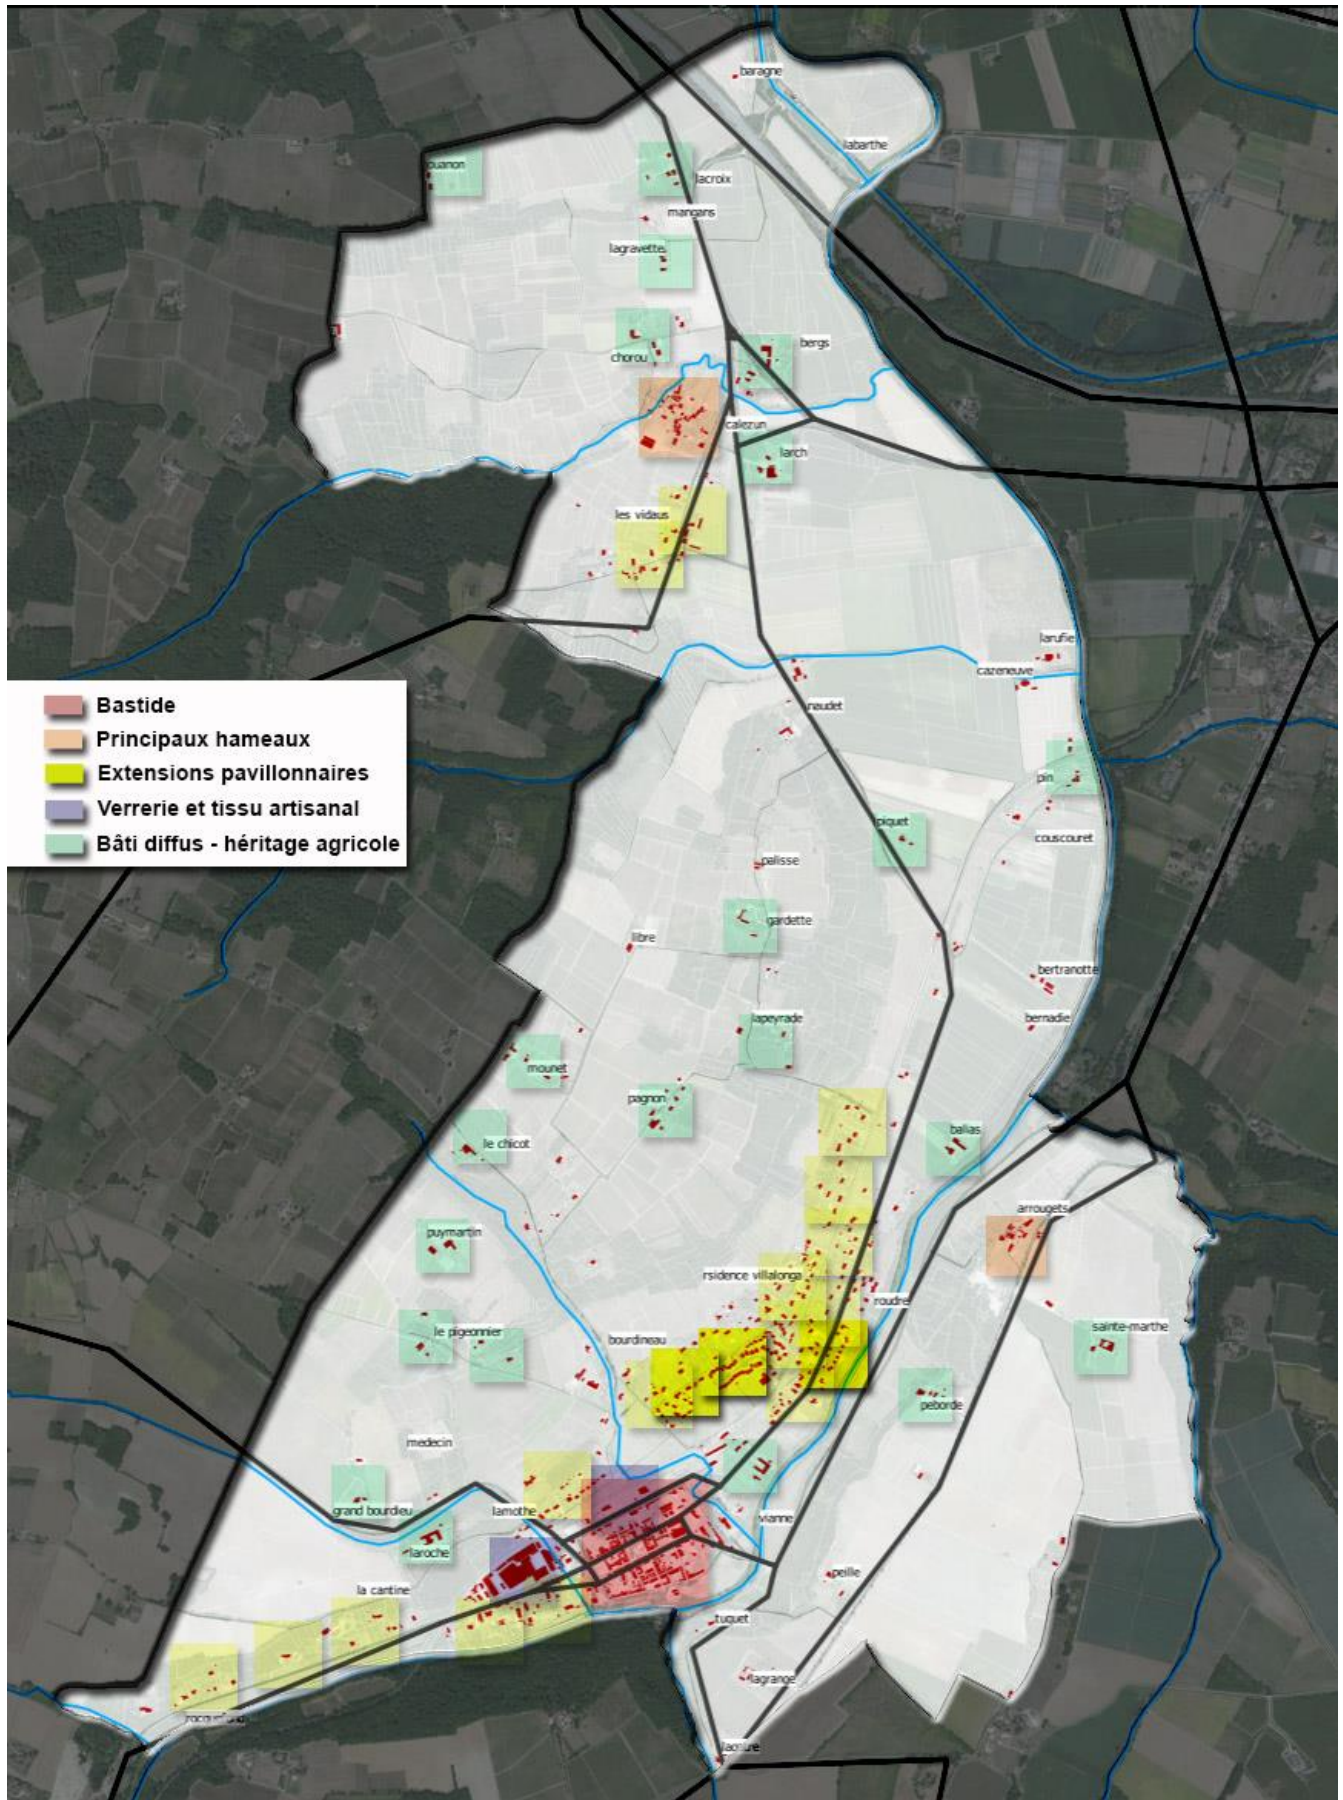 baragne
labarthe
ouanon
lacroix
mangans
lagravette
bergs
chorou
calezun
larch
les vidaus
larufie
cazeneuve
naudet
Bastide
Principaux hameaux
Extensions pavillonnaires
Verrerie et tissu artisanal
Bâti diffus - héritage agricole
pin
piquet
couscouret
palisse
gardette
libre
bertranotte
lapeyrade
bernadie
mounet
pagnon
le chicot
balias
arrougets
puymartin
rsidence villalonga
roudre
le pigeonnier
bourdineau
sainte-marthe
peborde
medecin
grand bourdieu
lamothe
vianne
laroche
la cantine
peille
tuquet
lagrange